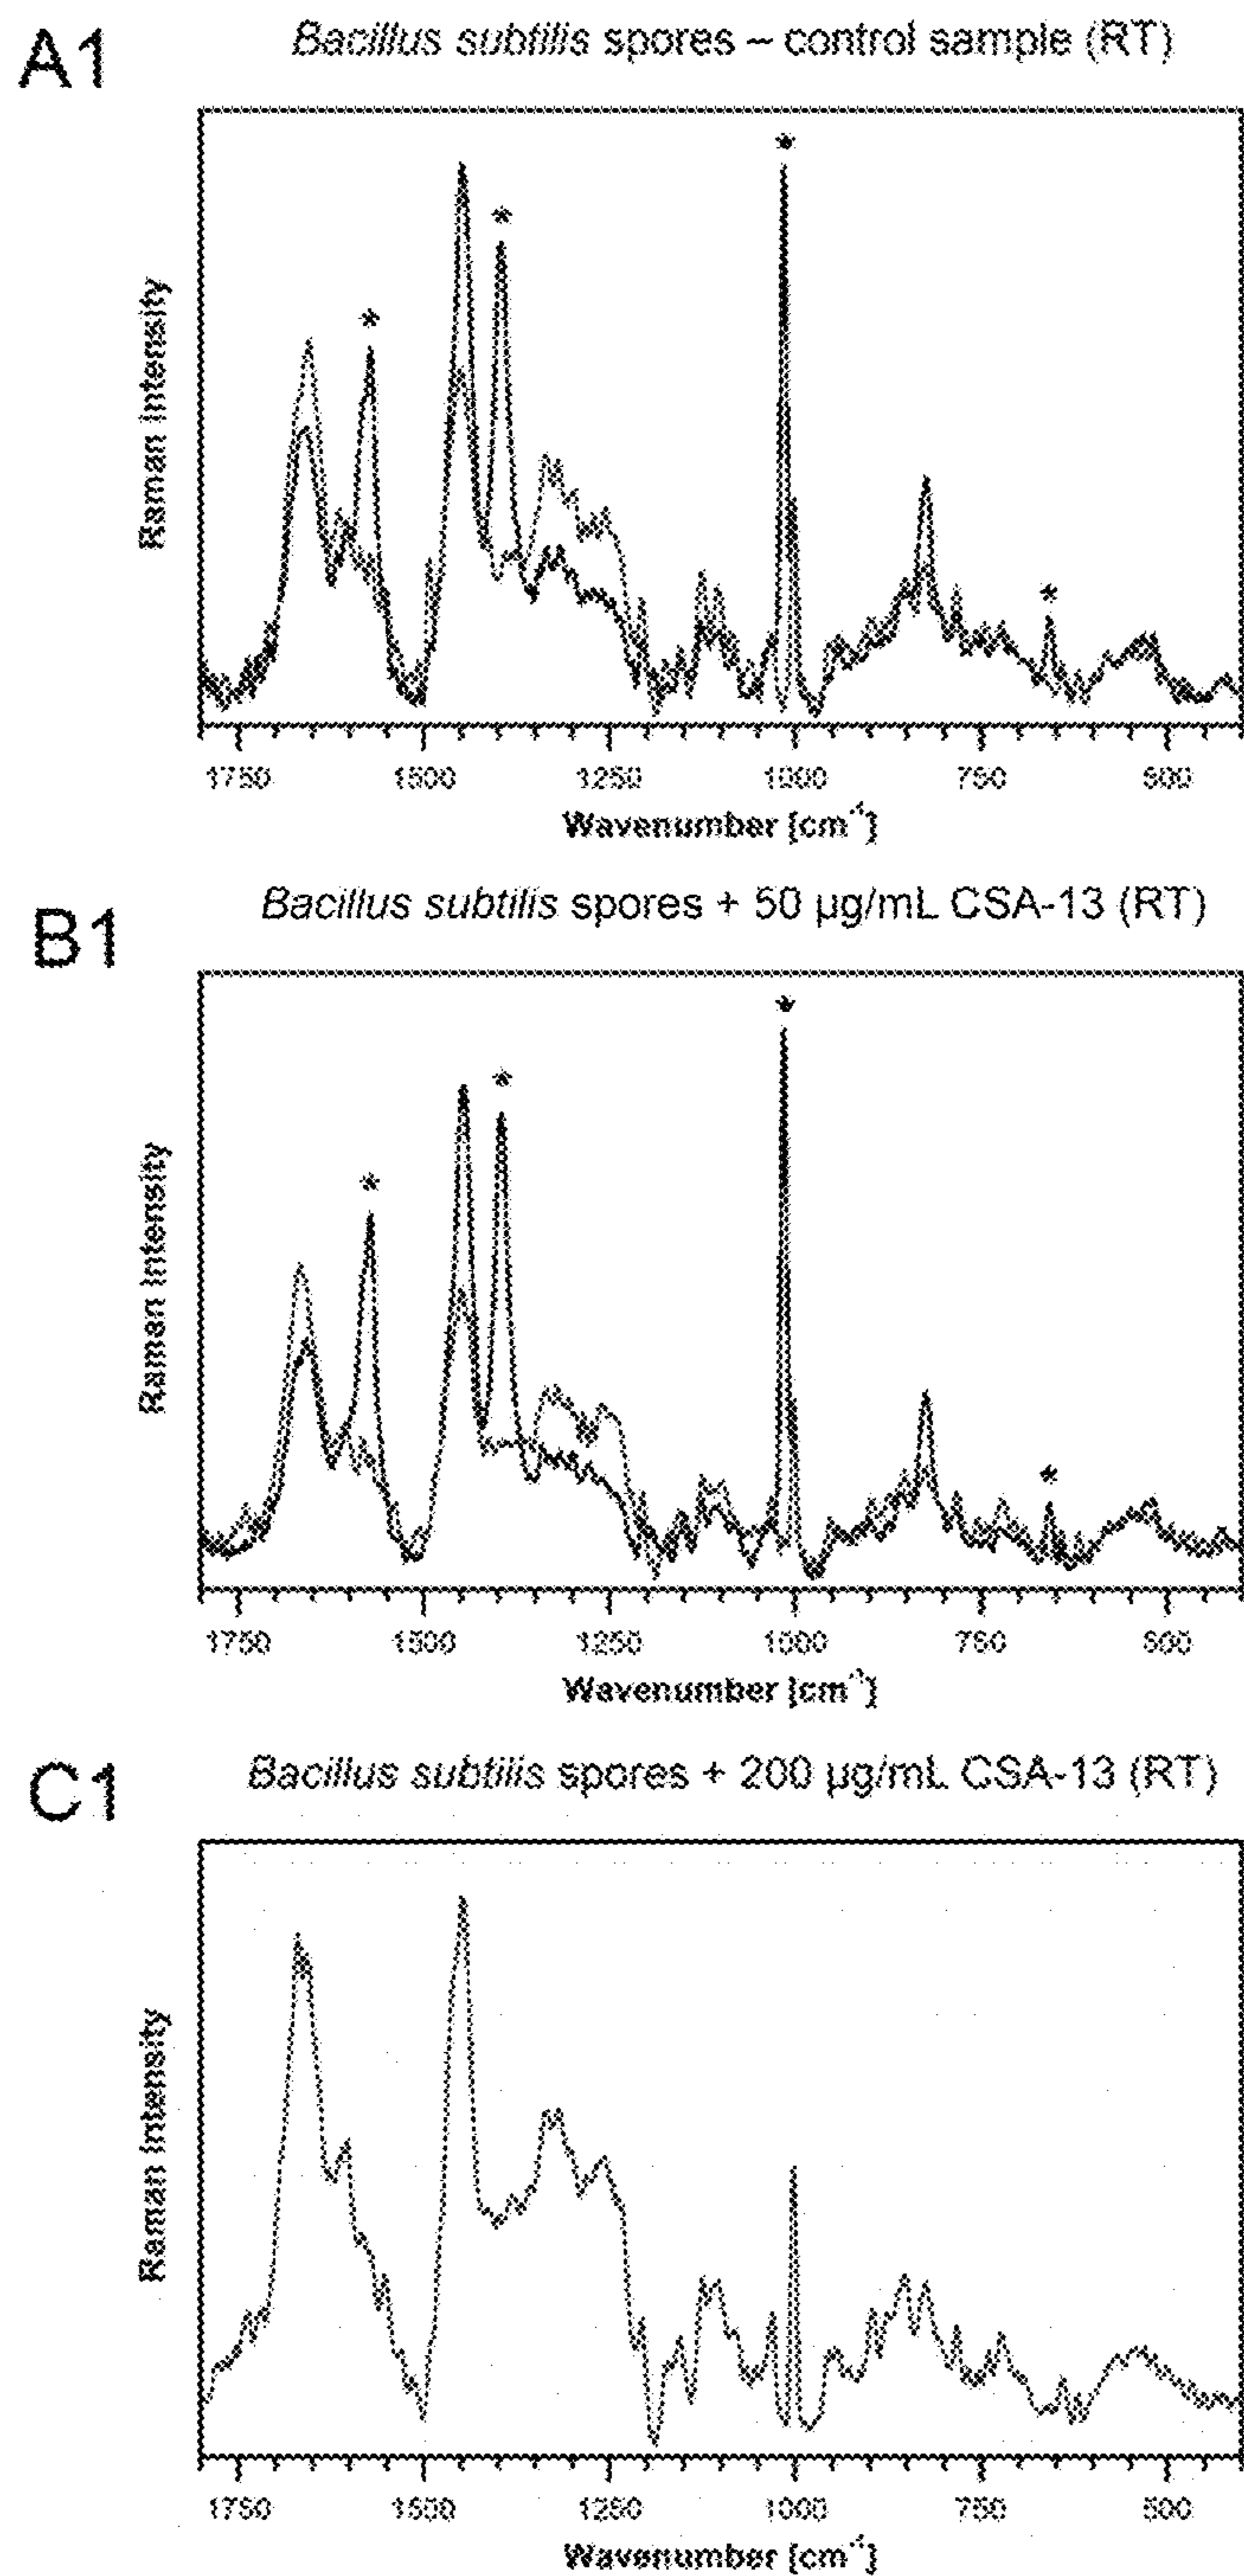 A1
Bacillus subtilis spores – control sample (RT)
*
*
*
*
Raman Intensity
1750 1500 1250 1000 750 500
Wavenumber [cm⁻¹]
B1
Bacillus subtilis spores + 50 µg/mL CSA-13 (RT)
*
*
*
*
Raman Intensity
1750 1500 1250 1000 750 500
Wavenumber [cm⁻¹]
C1
Bacillus subtilis spores + 200 µg/mL CSA-13 (RT)
Raman Intensity
1750 1500 1250 1000 750 500
Wavenumber [cm⁻¹]